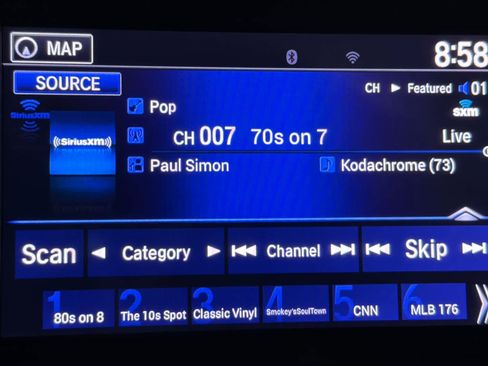 MAP
8:58
SOURCE
CH ► Featured 01
SiriusXM
Pop
sxm
((SiriusXM))
CH 007 70s on 7
Live
Paul Simon
Kodachrome (73)
Scan
◄ Category ►
Channel
Skip
1 80s on 8
2 The 10s Spot
3 Classic Vinyl
4 Smokey'sSoulTown
5 CNN
6 MLB 176